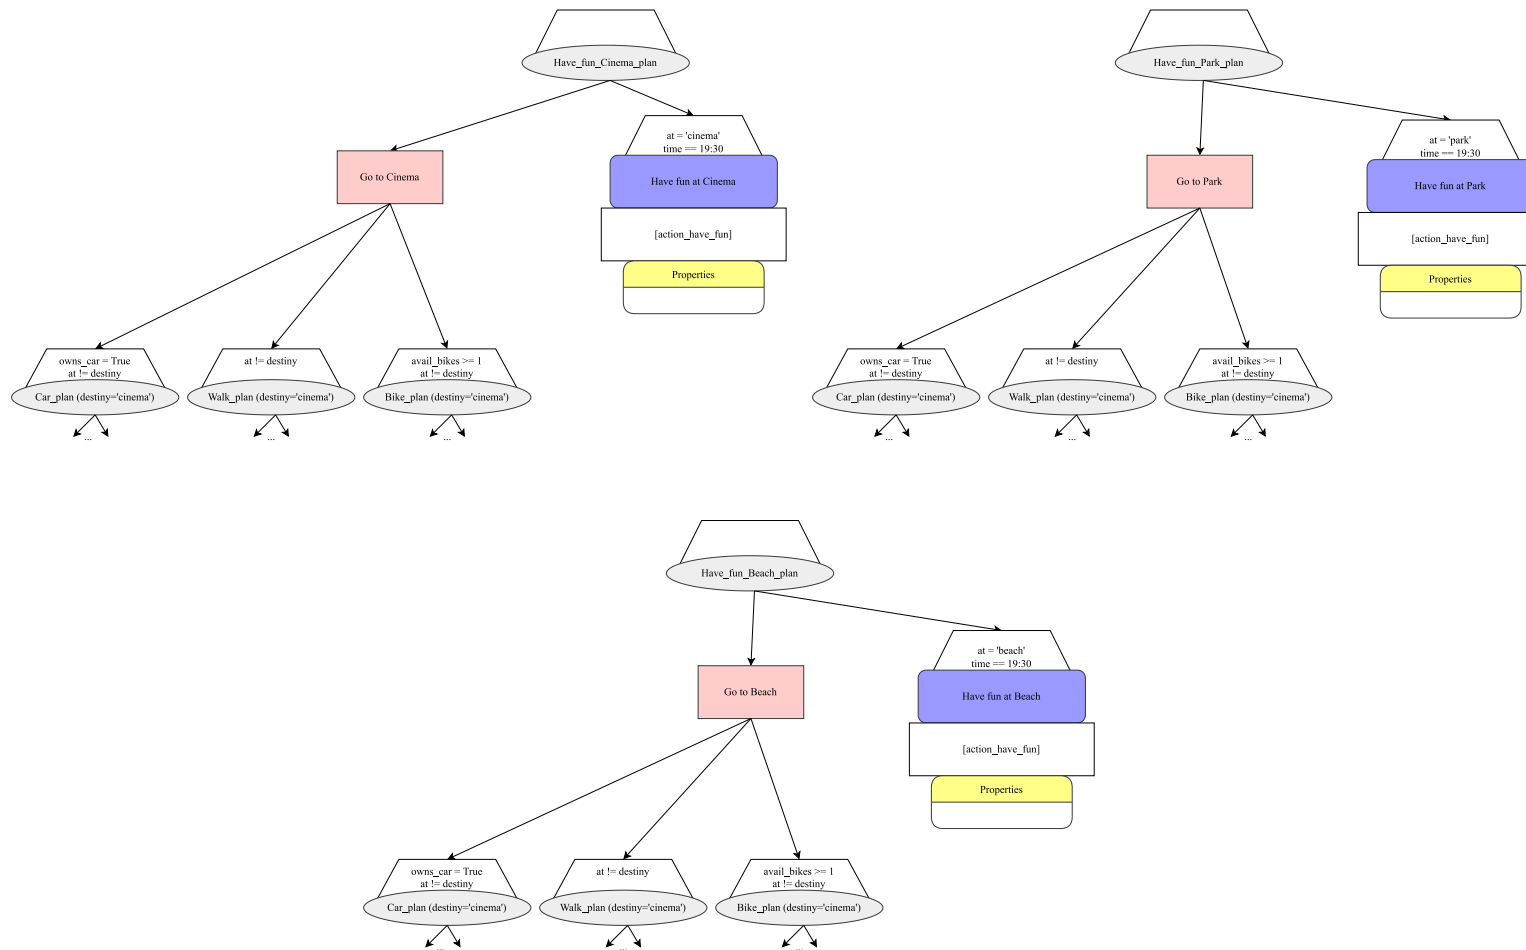 Have_fun_Cinema_plan
at = 'cinema'
time == 19:30
Go to Cinema
Have fun at Cinema
[action_have_fun]
Properties
owns_car = True
at != destiny
Car_plan (destiny='cinema')
...
at != destiny
Walk_plan (destiny='cinema')
...
avail_bikes >= 1
at != destiny
Bike_plan (destiny='cinema')
...
Have_fun_Park_plan
at = 'park'
time == 19:30
Go to Park
Have fun at Park
[action_have_fun]
Properties
owns_car = True
at != destiny
Car_plan (destiny='cinema')
...
at != destiny
Walk_plan (destiny='cinema')
...
avail_bikes >= 1
at != destiny
Bike_plan (destiny='cinema')
...
Have_fun_Beach_plan
at = 'beach'
time == 19:30
Go to Beach
Have fun at Beach
[action_have_fun]
Properties
owns_car = True
at != destiny
Car_plan (destiny='cinema')
...
at != destiny
Walk_plan (destiny='cinema')
...
avail_bikes >= 1
at != destiny
Bike_plan (destiny='cinema')
...